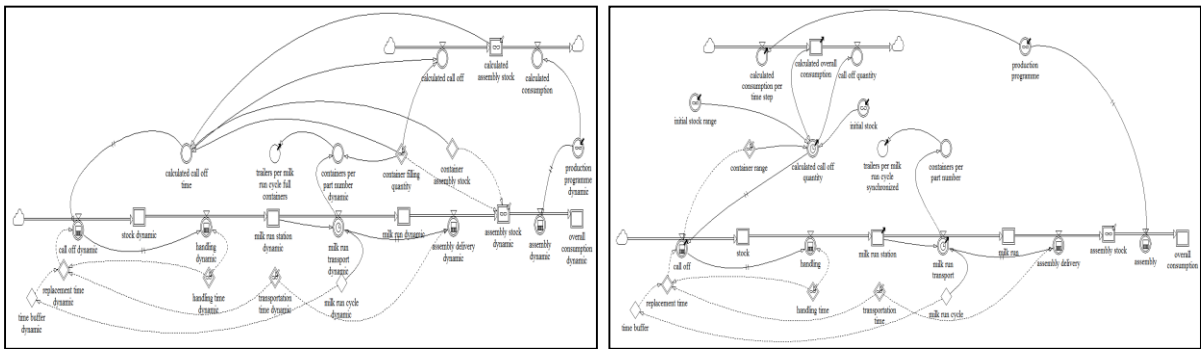 calculated
assembly stock
calculated call off
calculated
consumption
calculated call off
time
trailers per milk
run cycle full
containers
containers per
part number
dynamic
container filling
quantity
container
assembly stock
production
programme
dynamic
call off dynamic
stock dynamic
handling
dynamic
milk run station
dynamic
milk run
transport
dynamic
milk run dynamic
assembly delivery
dynamic
assembly stock
dynamic
assembly
dynamic
overall
consumption
dynamic
replacement time
dynamic
handling time
dynamic
transportation
time dynamic
milk run cycle
dynamic
time buffer
dynamic
calculated
consumption per
time step
calculated overall
consumption
call off quantity
production
programme
initial stock range
initial stock
container range
calculated call off
quantity
trailers per milk
run cycle
synchronized
containers per
part number
call off
stock
handling
milk run station
milk run
transport
milk run
assembly delivery
assembly stock
assembly
overall
consumption
replacement time
handling time
transportation
time
milk run cycle
time buffer